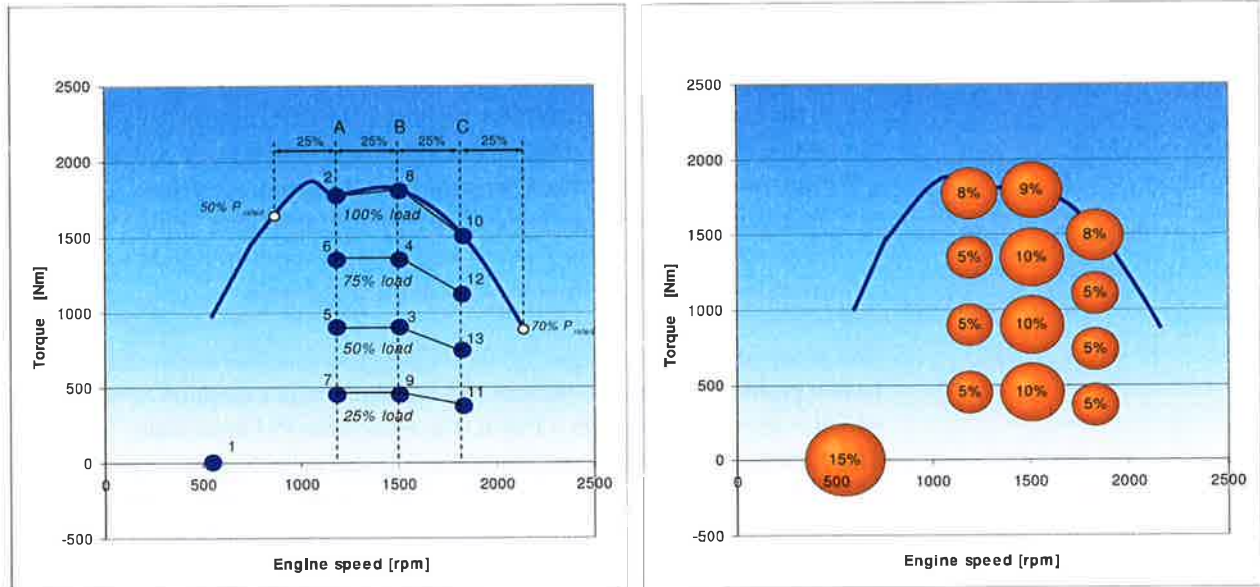 2500
2000
1500
1000
500
0
-500
Torque [Nm]
A B C
25% 25% 25% 25%
50% P rated
2 8
100% load
10
6 4
75% load
12
5 3
50% load
13
70% P rated
7 9
25% load
11
1
0 500 1000 1500 2000 2500
Engine speed [rpm]
2500
2000
1500
1000
500
0
-500
Torque [Nm]
8% 9%
8%
5% 10%
5%
5% 10%
5%
5% 10%
5%
15%
0 500 1000 1500 2000 2500
Engine speed [rpm]